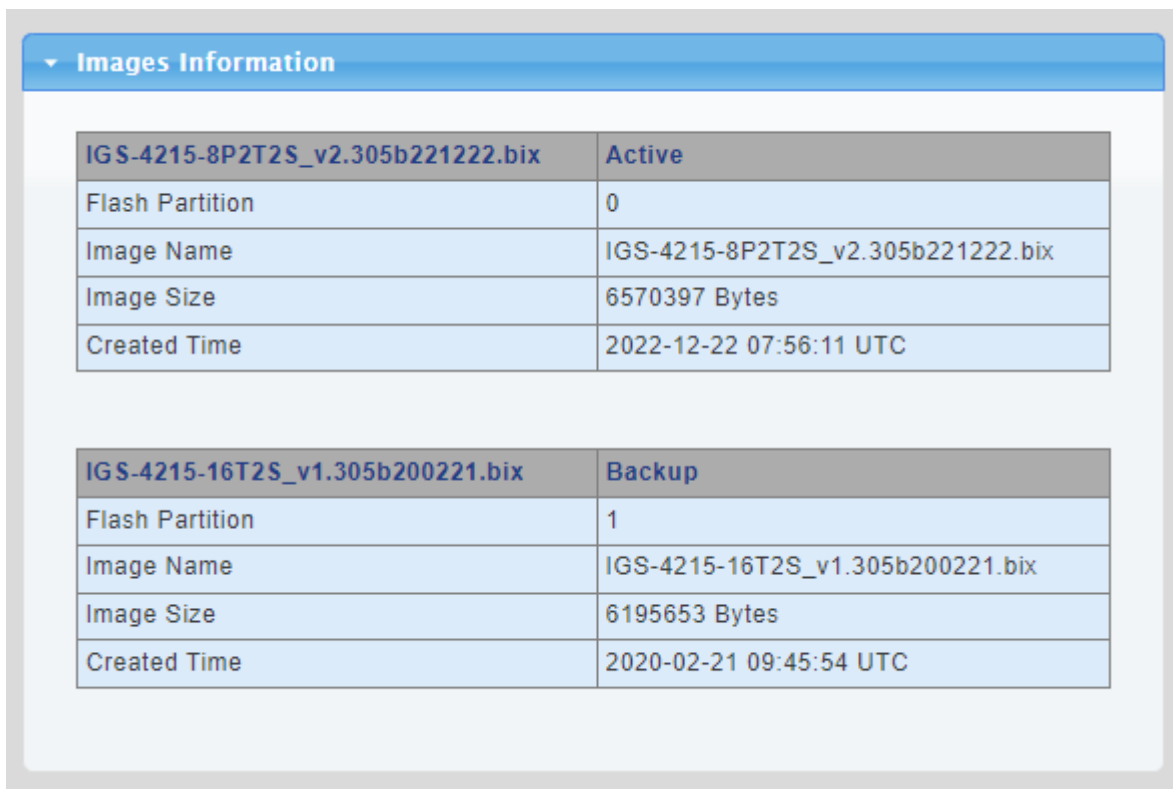 Images Information
IGS-4215-8P2T2S_v2.305b221222.bix Active
Flash Partition 0
Image Name IGS-4215-8P2T2S_v2.305b221222.bix
Image Size 6570397 Bytes
Created Time 2022-12-22 07:56:11 UTC
IGS-4215-16T2S_v1.305b200221.bix Backup
Flash Partition 1
Image Name IGS-4215-16T2S_v1.305b200221.bix
Image Size 6195653 Bytes
Created Time 2020-02-21 09:45:54 UTC